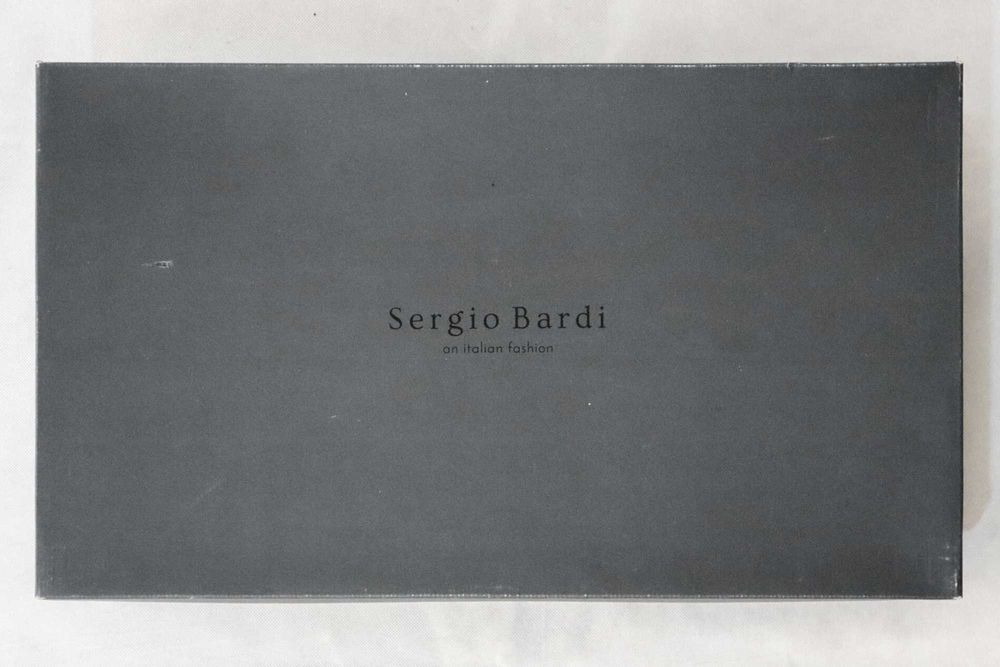 Sergio Bardi
an italian fashion